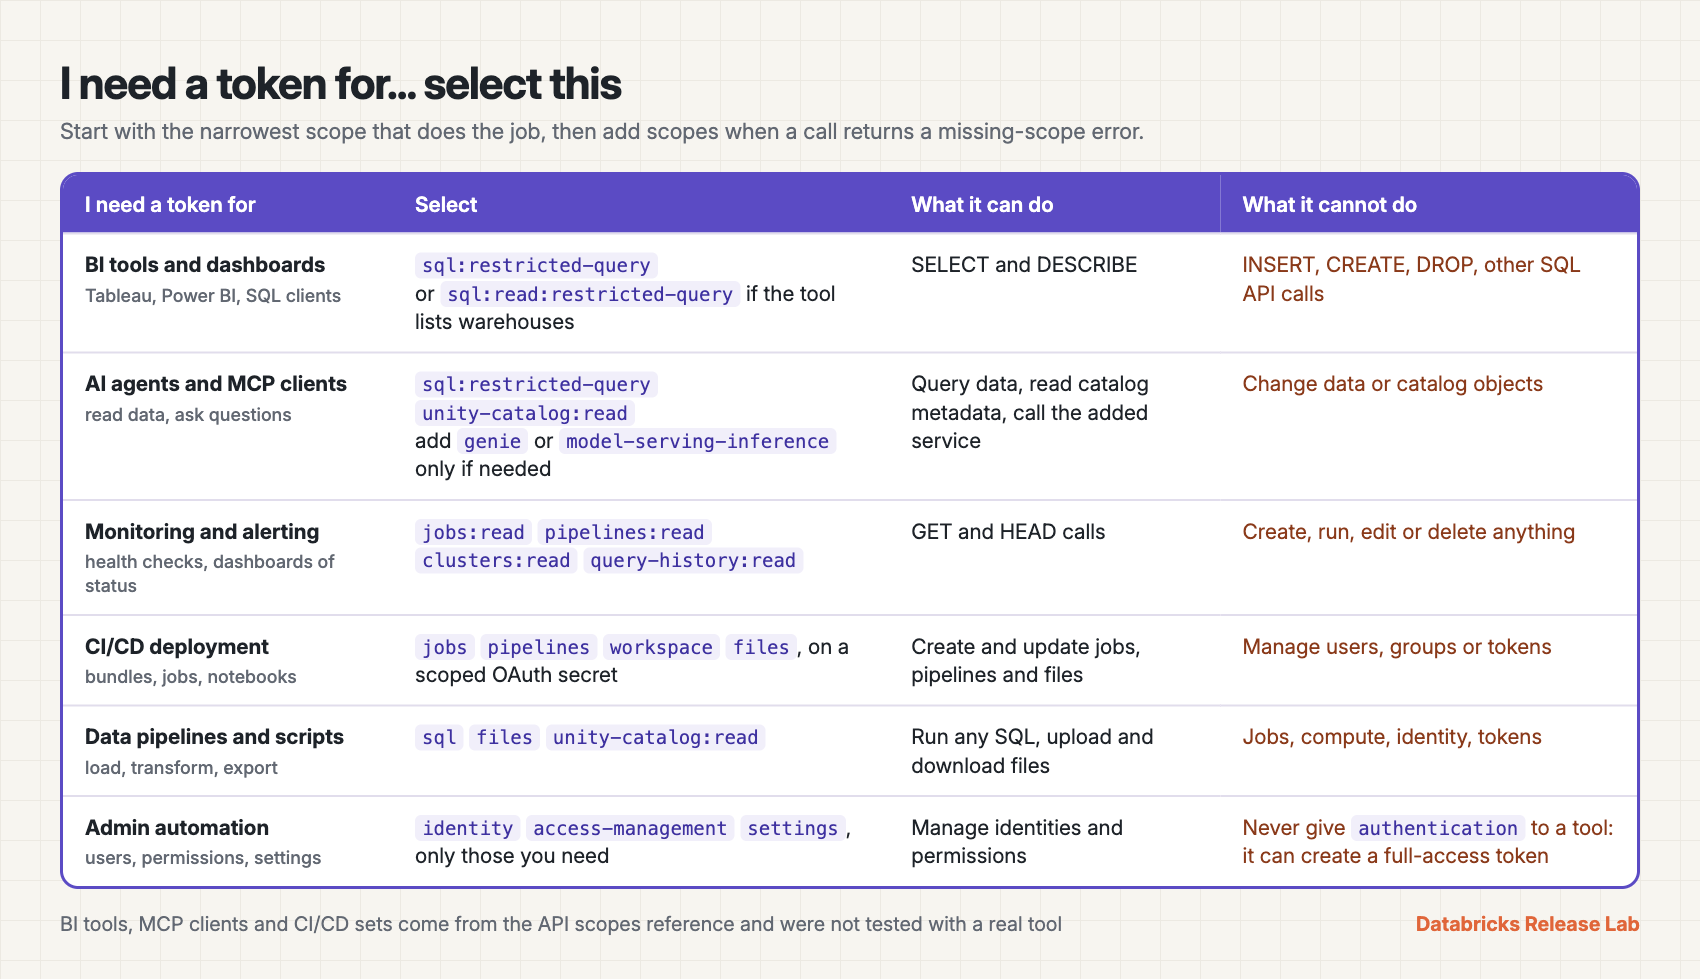 I need a token for... select this
Start with the narrowest scope that does the job, then add scopes when a call returns a missing-scope error.
I need a token for
Select
What it can do
What it cannot do
BI tools and dashboards
Tableau, Power BI, SQL clients
sql:restricted-query
or sql:read:restricted-query if the tool
lists warehouses
SELECT and DESCRIBE
INSERT, CREATE, DROP, other SQL
API calls
AI agents and MCP clients
read data, ask questions
sql:restricted-query
unity-catalog:read
add genie or model-serving-inference
only if needed
Query data, read catalog
metadata, call the added
service
Change data or catalog objects
Monitoring and alerting
health checks, dashboards of
status
jobs:read pipelines:read
clusters:read query-history:read
GET and HEAD calls
Create, run, edit or delete anything
CI/CD deployment
bundles, jobs, notebooks
jobs pipelines workspace files, on a
scoped OAuth secret
Create and update jobs,
pipelines and files
Manage users, groups or tokens
Data pipelines and scripts
load, transform, export
sql files unity-catalog:read
Run any SQL, upload and
download files
Jobs, compute, identity, tokens
Admin automation
users, permissions, settings
identity access-management settings,
only those you need
Manage identities and
permissions
Never give authentication to a tool:
it can create a full-access token
BI tools, MCP clients and CI/CD sets come from the API scopes reference and were not tested with a real tool
Databricks Release Lab